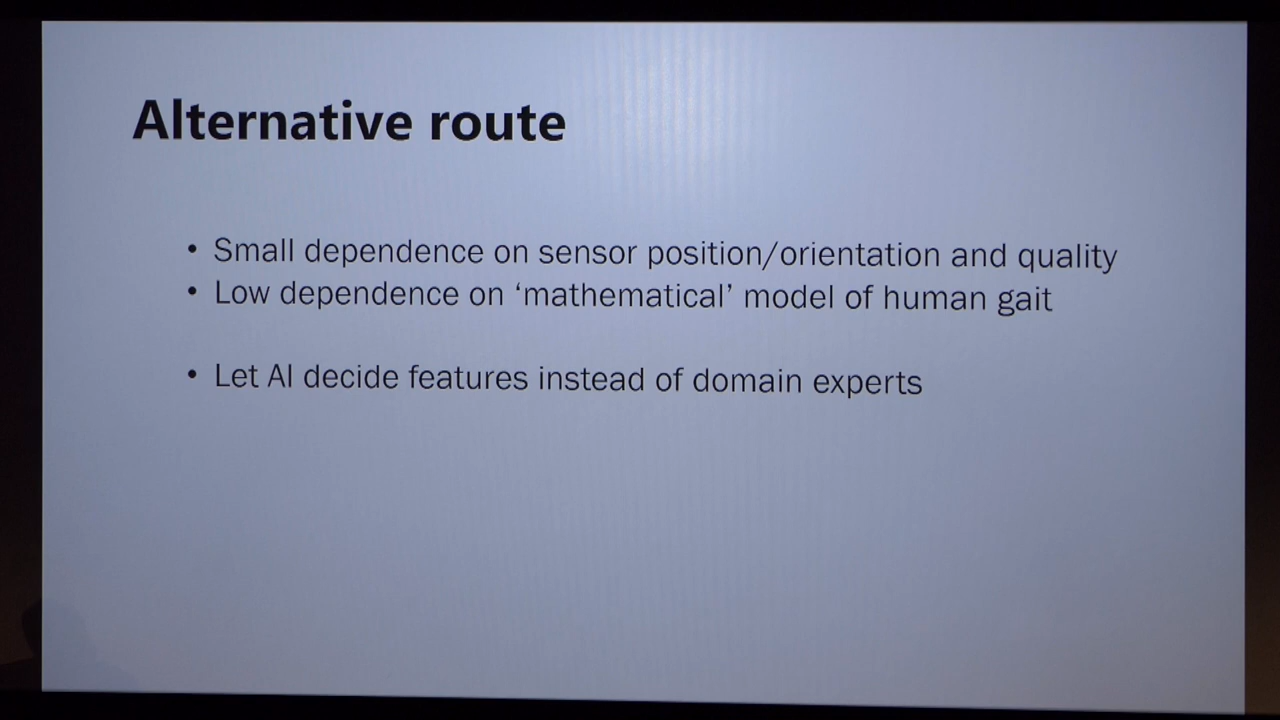 Alternative route
• Small dependence on sensor position/orientation and quality
• Low dependence on ‘mathematical’ model of human gait
• Let AI decide features instead of domain experts